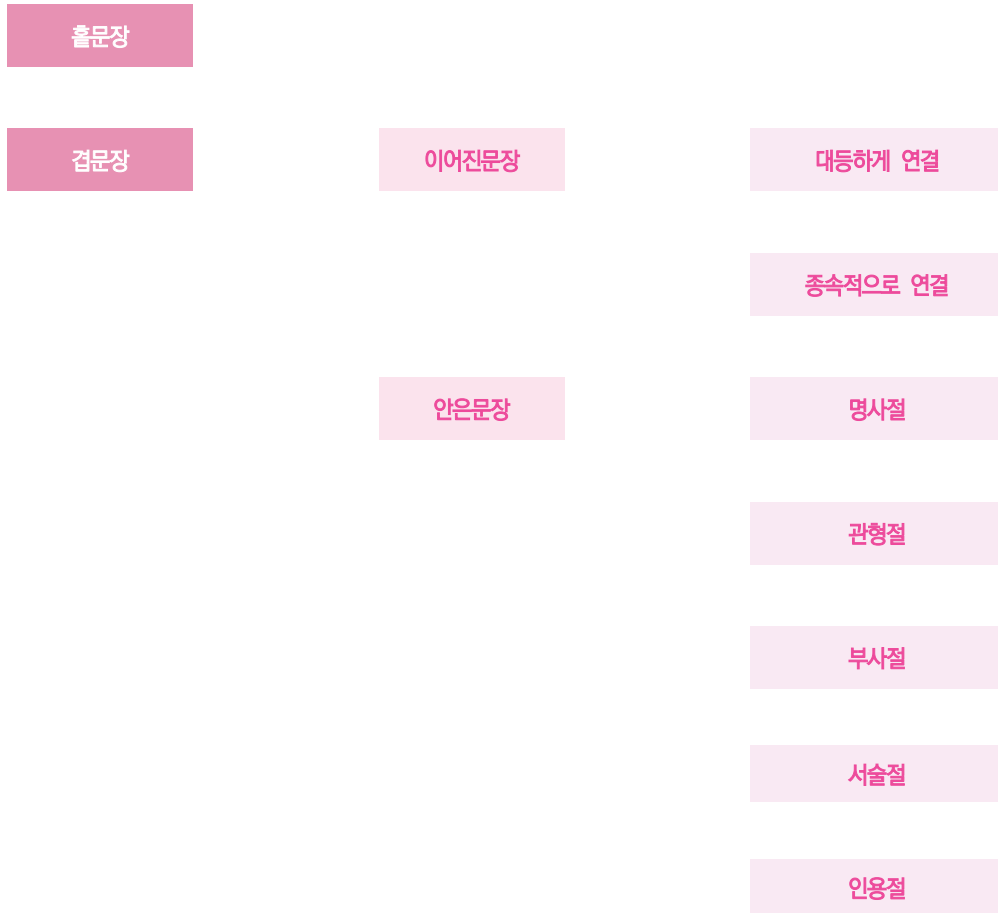 홑문장
겹문장
이어진문장
대등하게 연결
종속적으로 연결
안은문장
명사절
관형절
부사절
서술절
인용절